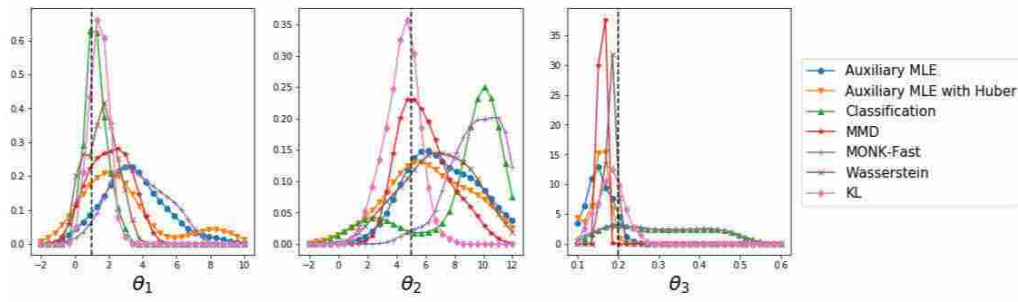 0.6
0.5
0.4
0.3
0.2
0.1
0.0
−2 0 2 4 6 8 10
θ1
0.35
0.30
0.25
0.20
0.15
0.10
0.05
0.00
−2 0 2 4 6 8 10 12
θ2
35
30
25
20
15
10
5
0
0.1 0.2 0.3 0.4 0.5 0.6
θ3
Auxiliary MLE
Auxiliary MLE with Huber
Classification
MMD
MONK-Fast
Wasserstein
KL